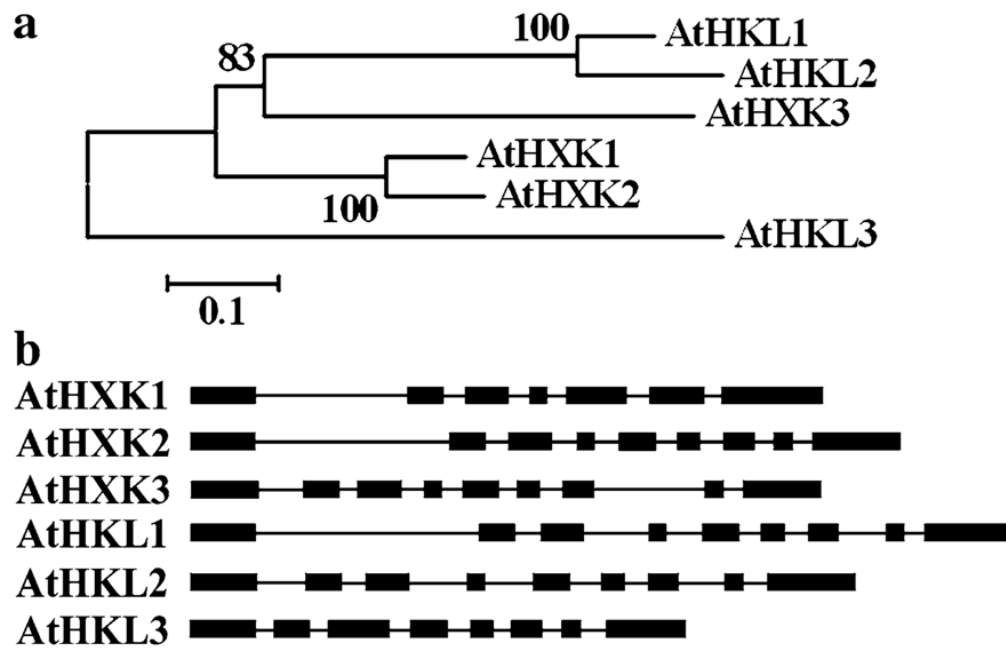 a
100
AtHKL1
83
AtHKL2
AtHXK3
AtHXK1
AtHXK2
100
AtHKL3
0.1
b
AtHXK1
AtHXK2
AtHXK3
AtHKL1
AtHKL2
AtHKL3